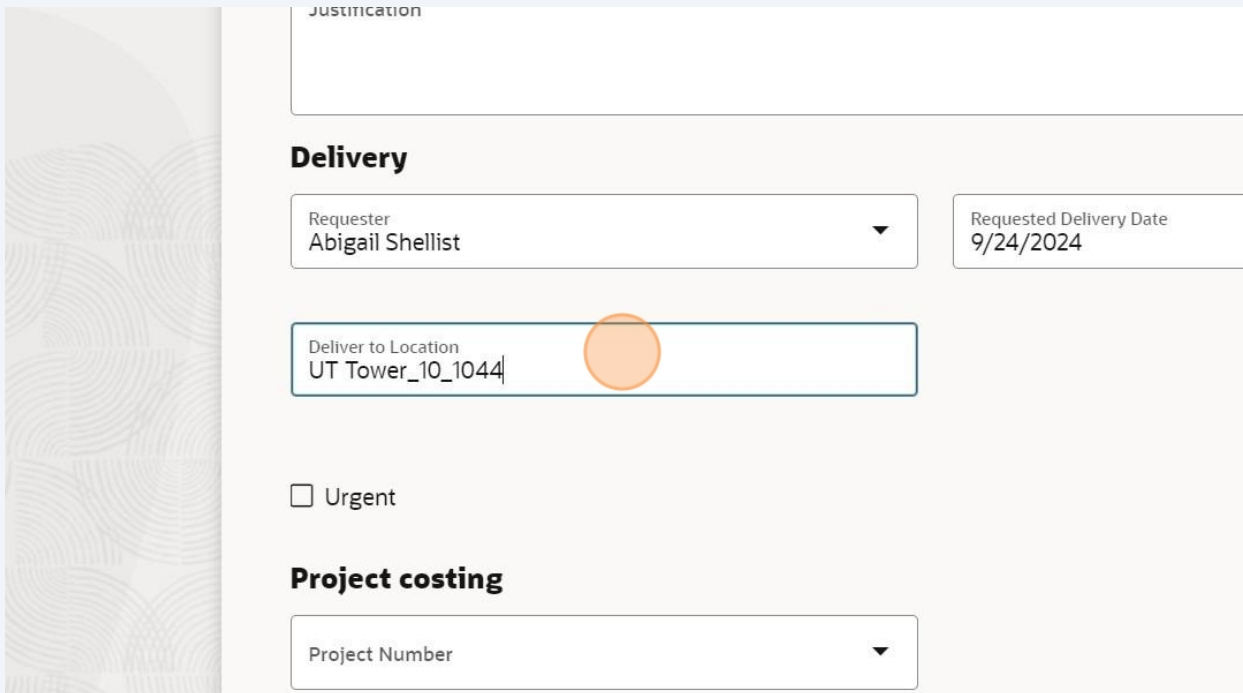 Justification
Delivery
Requester
Abigail Shellist
Requested Delivery Date
9/24/2024
Deliver to Location
UT Tower_10_1044
Urgent
Project costing
Project Number